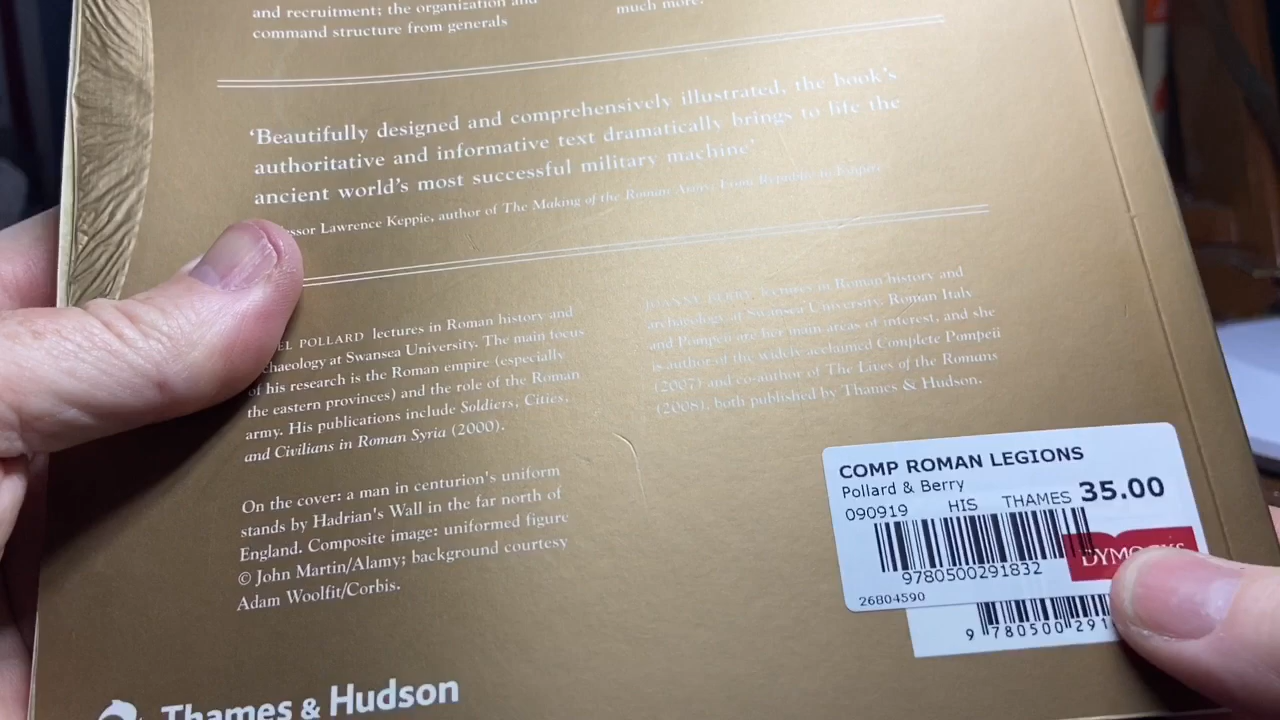 and recruitment; the organization and
command structure from generals
much more.
'Beautifully designed and comprehensively illustrated, the book's
authoritative and informative text dramatically brings to life the
ancient world's most successful military machine'
Lawrence Keppie, author of The Making of the Roman Army: From Republic to Empire
POLLARD lectures in Roman history and
archaeology at Swansea University. The main focus
of his research is the Roman empire (especially
the eastern provinces) and the role of the Roman
army. His publications include Soldiers, Cities,
and Civilians in Roman Syria (2000).
On the cover: a man in centurion's uniform
stands by Hadrian's Wall in the far north of
England. Composite image: uniformed figure
© John Martin/Alamy; background courtesy
Adam Woolfit/Corbis.
JOANNE BERRY lectures in Roman history and
archaeology at Swansea University. Roman Italy
and Pompeii are her main areas of interest, and she
is author of the widely acclaimed Complete Pompeii
(2007) and co-author of The Lives of the Romans
(2008), both published by Thames & Hudson.
COMP ROMAN LEGIONS
Pollard & Berry
090919 HIS THAMES 35.00
DYMOCKS
9780500291832
26804590
9 780500 291
Thames & Hudson